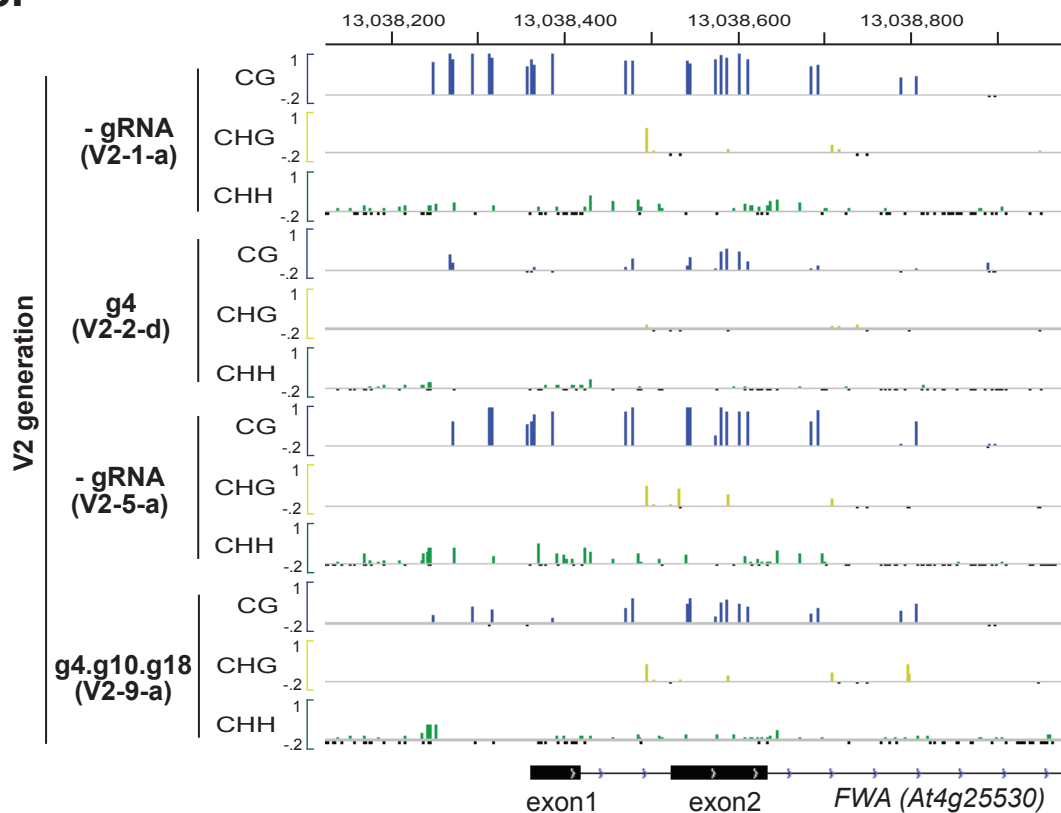 13,038,200 13,038,400 13,038,600 13,038,800
V2 generation
- gRNA
(V2-1-a)
CG 1 -.2
CHG 1 -.2
CHH 1 -.2
g4
(V2-2-d)
CG 1 -.2
CHG 1 -.2
CHH 1 -.2
- gRNA
(V2-5-a)
CG 1 -.2
CHG 1 -.2
CHH 1 -.2
g4.g10.g18
(V2-9-a)
CG 1 -.2
CHG 1 -.2
CHH 1 -.2
exon1 exon2 FWA (At4g25530)